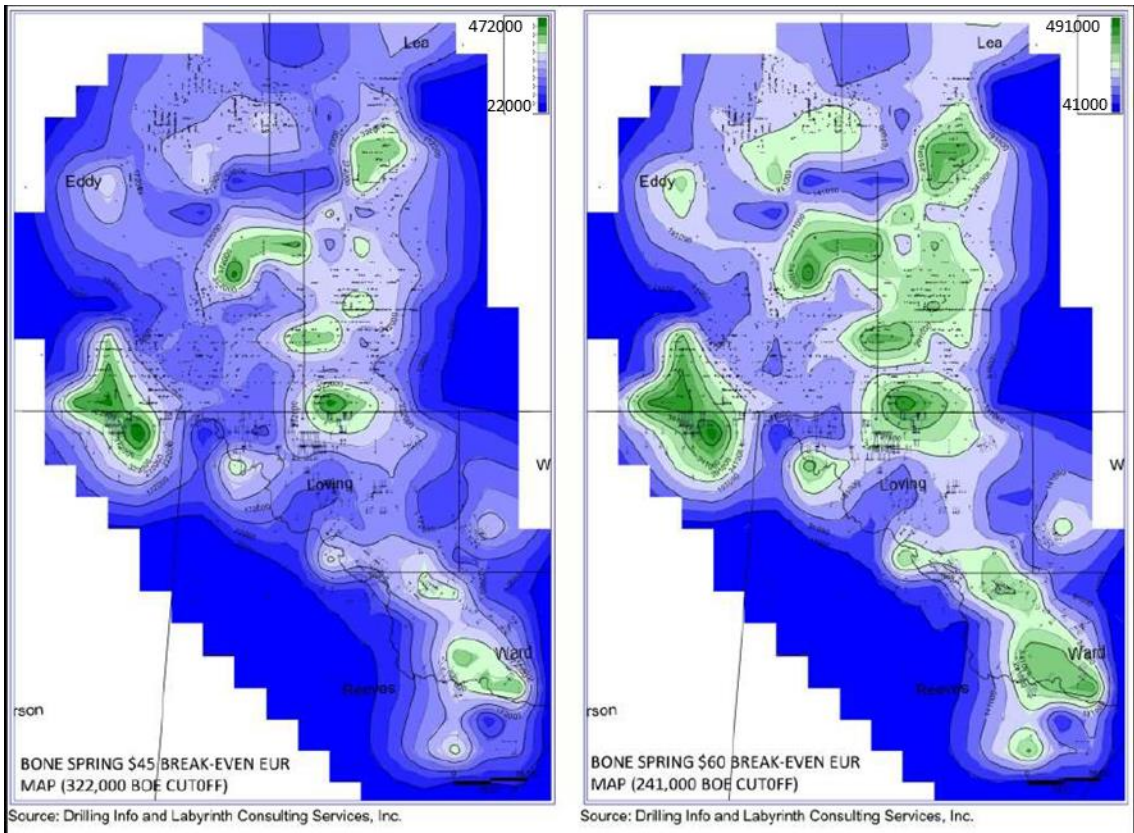 472000
Lea
22000
Eddy
W
Loving
Ward
Reeves
rson
BONE SPRING $45 BREAK-EVEN EUR
MAP (322,000 BOE CUTOFF)
Source: Drilling Info and Labyrinth Consulting Services, Inc.
491000
Lea
41000
Eddy
W
Loving
Ward
Reeves
rson
BONE SPRING $60 BREAK-EVEN EUR
MAP (241,000 BOE CUTOFF)
Source: Drilling Info and Labyrinth Consulting Services, Inc.